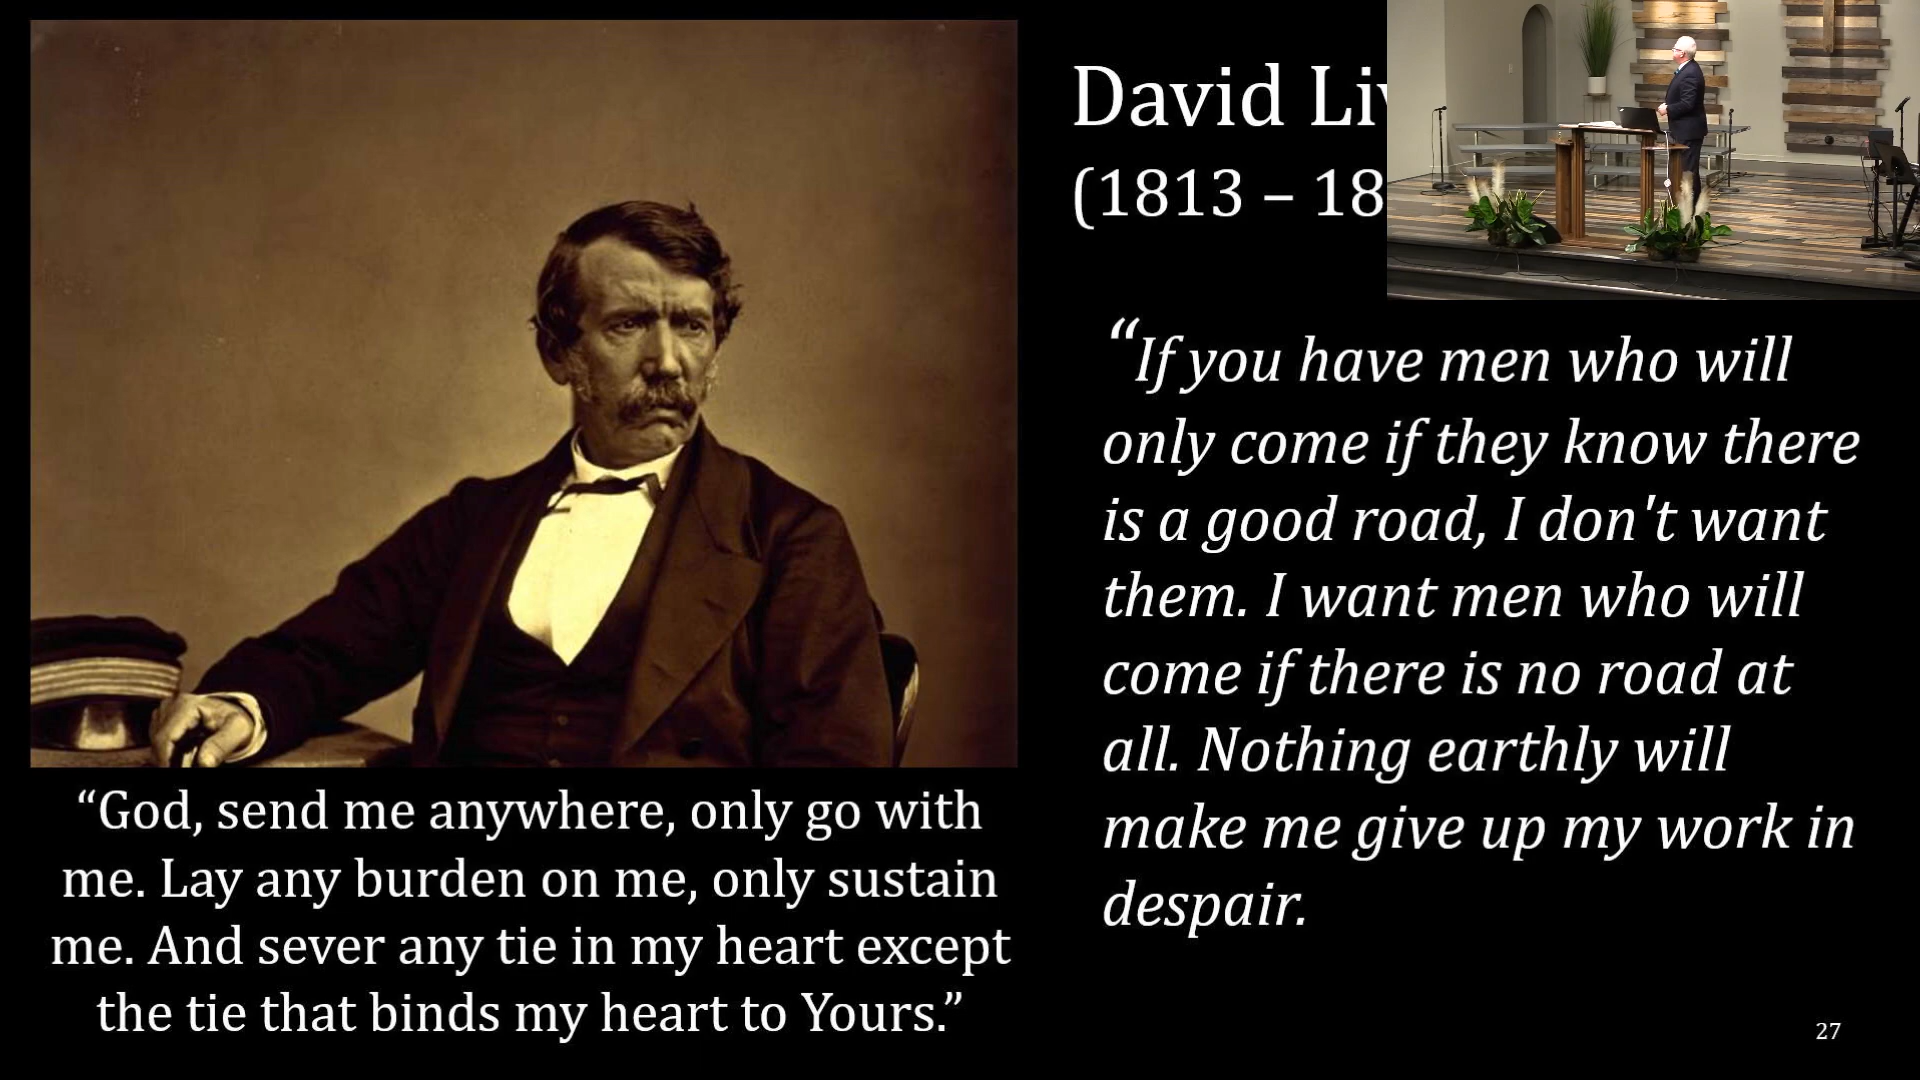 David Liv
(1813 – 18
“If you have men who will
only come if they know there
is a good road, I don't want
them. I want men who will
come if there is no road at
all. Nothing earthly will
make me give up my work in
despair.
“God, send me anywhere, only go with
me. Lay any burden on me, only sustain
me. And sever any tie in my heart except
the tie that binds my heart to Yours.”
27